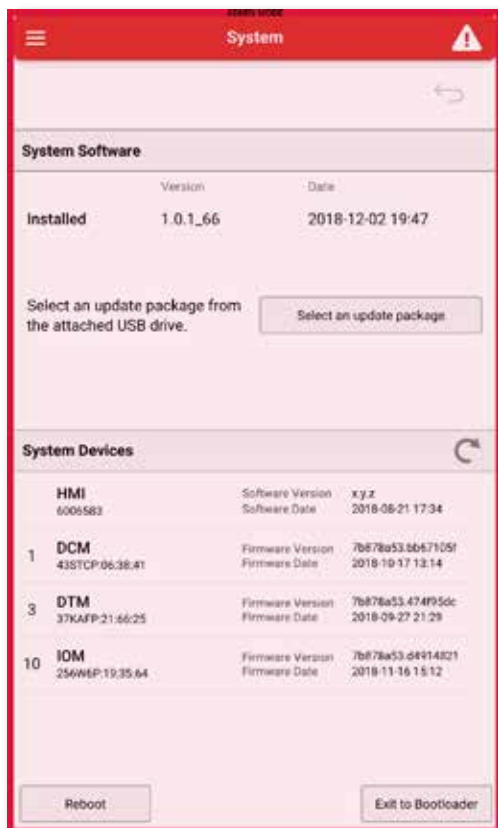 System
System Software
Version Date
Installed 1.0.1_66 2018-12-02 19:47
Select an update package from
the attached USB drive.
Select an update package
System Devices
HMI Software Version x.y.z
6006583 Software Date 2018-08-21 17:34
1 DCM Firmware Version 7b878a53.bb67105f
43STCP:06:38:41 Firmware Date 2018-10-17 13:14
3 DTM Firmware Version 7b878a53.474f95dc
37KAFP:21:66:25 Firmware Date 2018-09-27 21:29
10 IOM Firmware Version 7b878a53.d4914821
256W6P:19:35:64 Firmware Date 2018-11-16 15:12
Reboot Exit to Bootloader